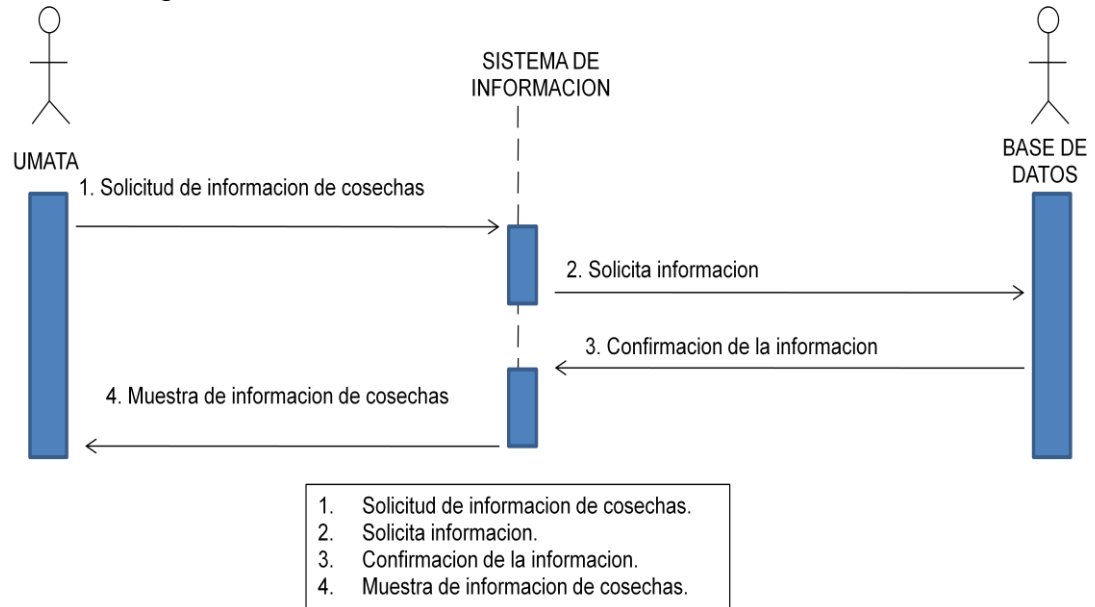 SISTEMA DE
INFORMACION
UMATA
BASE DE
DATOS
1. Solicitud de informacion de cosechas
2. Solicita informacion
3. Confirmacion de la informacion
4. Muestra de informacion de cosechas
1. Solicitud de informacion de cosechas.
2. Solicita informacion.
3. Confirmacion de la informacion.
4. Muestra de informacion de cosechas.